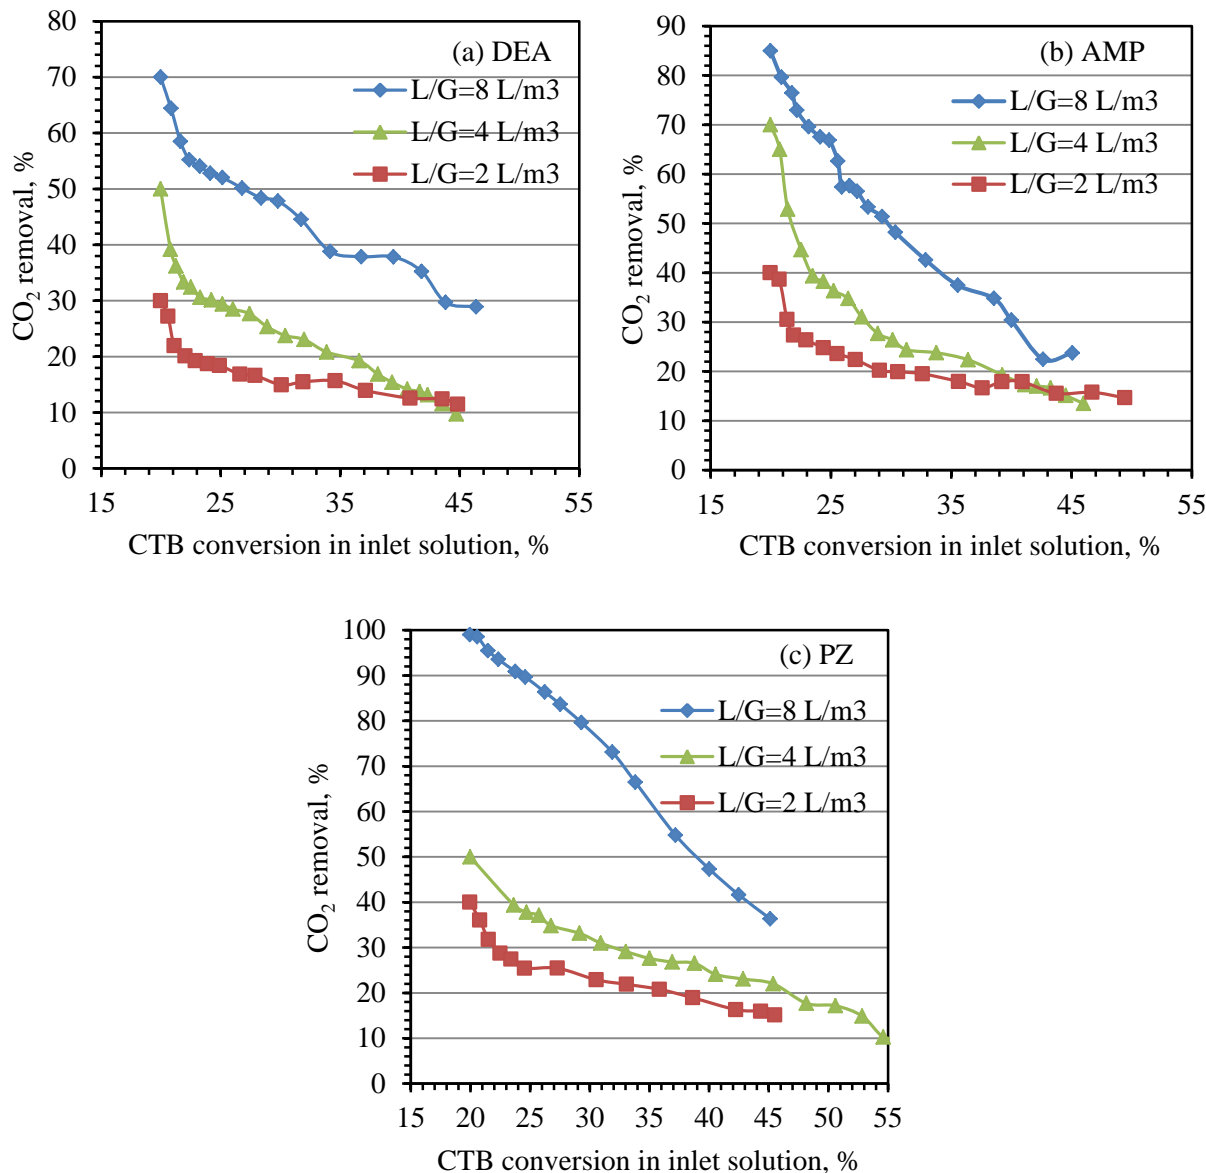 (a) DEA
L/G=8 L/m3
L/G=4 L/m3
L/G=2 L/m3
CO2 removal, %
80
70
60
50
40
30
20
10
0
15 25 35 45 55
CTB conversion in inlet solution, %
(b) AMP
L/G=8 L/m3
L/G=4 L/m3
L/G=2 L/m3
CO2 removal, %
90
80
70
60
50
40
30
20
10
0
15 25 35 45 55
CTB conversion in inlet solution, %
(c) PZ
L/G=8 L/m3
L/G=4 L/m3
L/G=2 L/m3
CO2 removal, %
100
90
80
70
60
50
40
30
20
10
0
15 20 25 30 35 40 45 50 55
CTB conversion in inlet solution, %